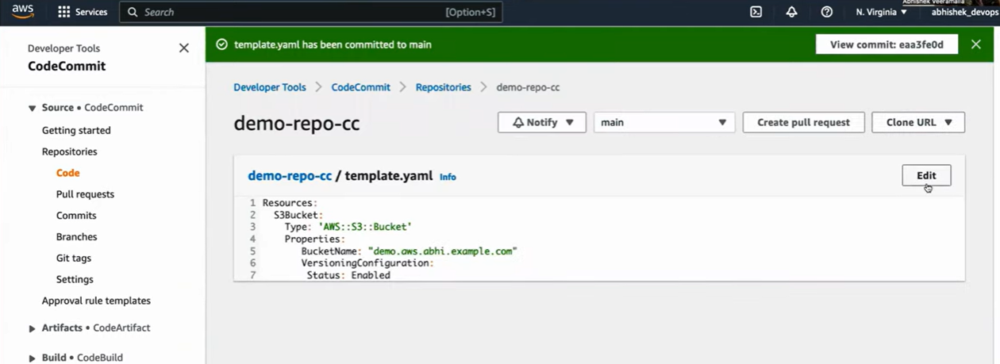 Abhishek Veeramalla
aws Services Search [Option+S] N. Virginia abhishek_devops
Developer Tools
CodeCommit
Source • CodeCommit
Getting started
Repositories
Code
Pull requests
Commits
Branches
Git tags
Settings
Approval rule templates
Artifacts • CodeArtifact
Build • CodeBuild
template.yaml has been committed to main View commit: eaa3fe0d
Developer Tools CodeCommit Repositories demo-repo-cc
demo-repo-cc Notify main Create pull request Clone URL
demo-repo-cc / template.yaml Info Edit
1 Resources:
2 S3Bucket:
3 Type: 'AWS::S3::Bucket'
4 Properties:
5 BucketName: "demo.aws.abhi.example.com"
6 VersioningConfiguration:
7 Status: Enabled